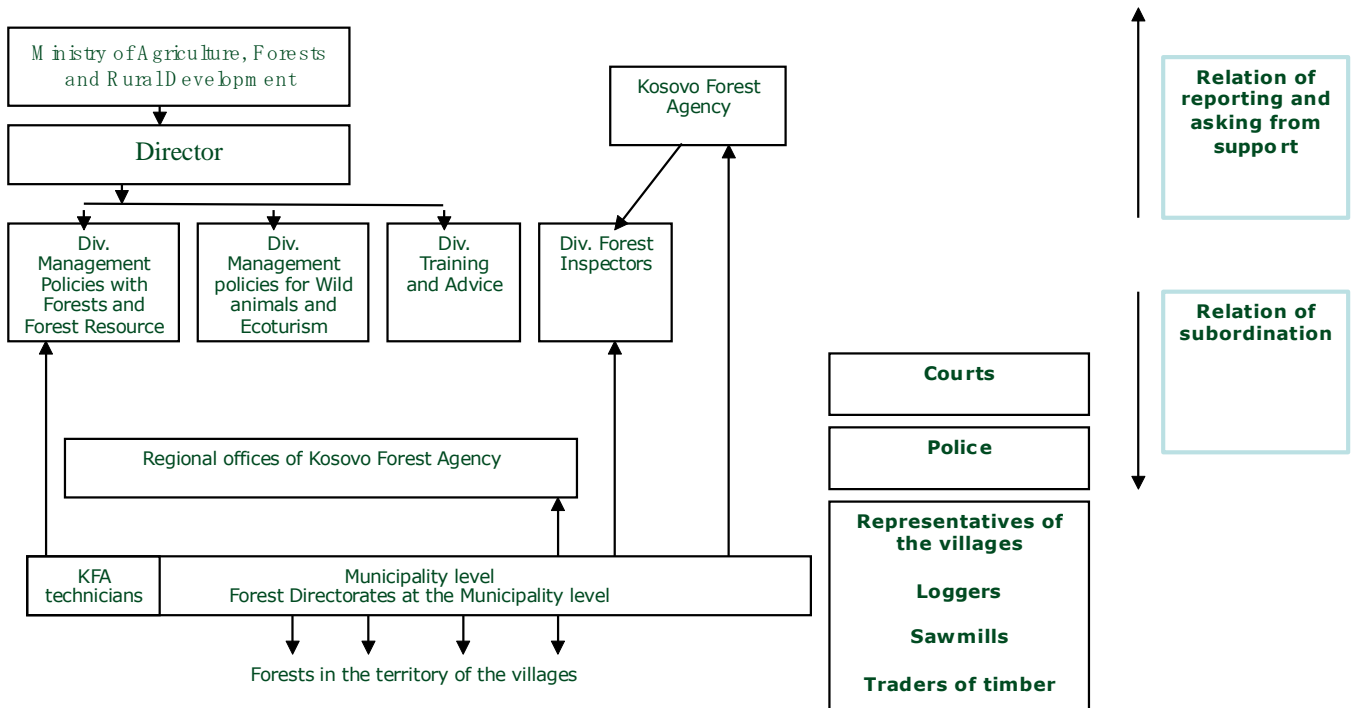 Ministry of Agriculture, Forests
and Rural Development
Director
Kosovo Forest
Agency
Div.
Management
Policies with
Forests and
Forest Resource
Div.
Management
policies for Wild
animals and
Ecoturism
Div.
Training
and Advice
Div. Forest
Inspectors
Regional offices of Kosovo Forest Agency
KFA
technicians
Municipality level
Forest Directorates at the Municipality level
Forests in the territory of the villages
Courts
Police
Representatives of
the villages
Loggers
Sawmills
Traders of timber
Relation of
reporting and
asking from
support
Relation of
subordination